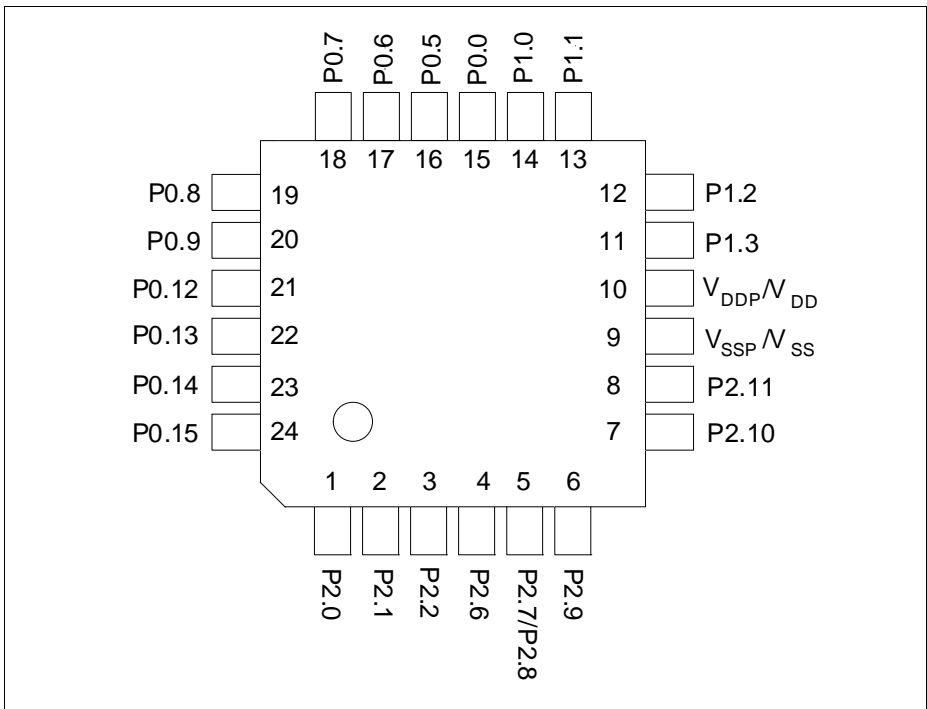 P0.7 P0.6 P0.5 P0.0 P1.0 P1.1
18 17 16 15 14 13
P0.8 19 12 P1.2
P0.9 20 11 P1.3
P0.12 21 10 VDDP/VDD
P0.13 22 9 VSSP/VSS
P0.14 23 8 P2.11
P0.15 24 7 P2.10
1 2 3 4 5 6
P2.0 P2.1 P2.2 P2.6 P2.7/P2.8 P2.9